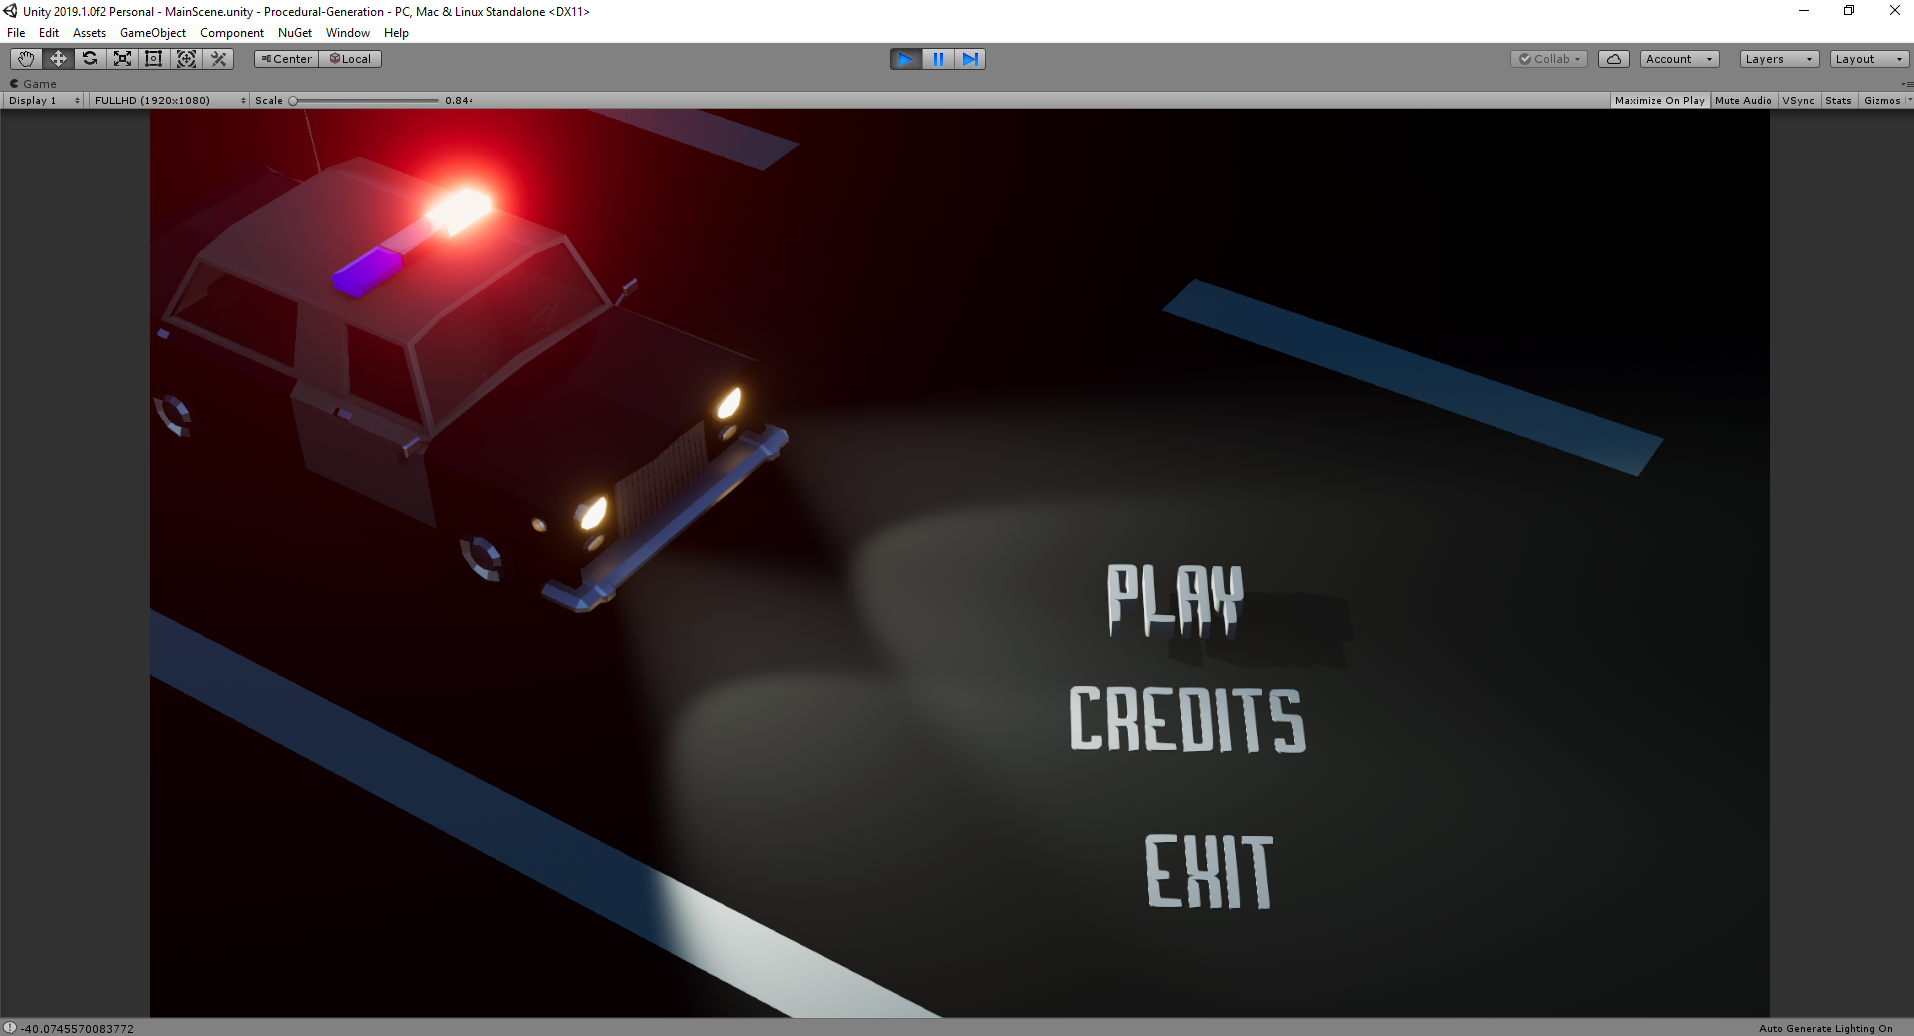 Unity 2019.1.0f2 Personal - MainScene.unity - Procedural-Generation - PC, Mac & Linux Standalone <DX11>
File Edit Assets GameObject Component NuGet Window Help
Center Local Collab Account Layers Layout
Game
Display 1 FULLHD (1920x1080) Scale 0.84 Maximize On Play Mute Audio VSync Stats Gizmos
PLAY
CREDITS
EXIT
-40.0745570083772 Auto Generate Lighting On